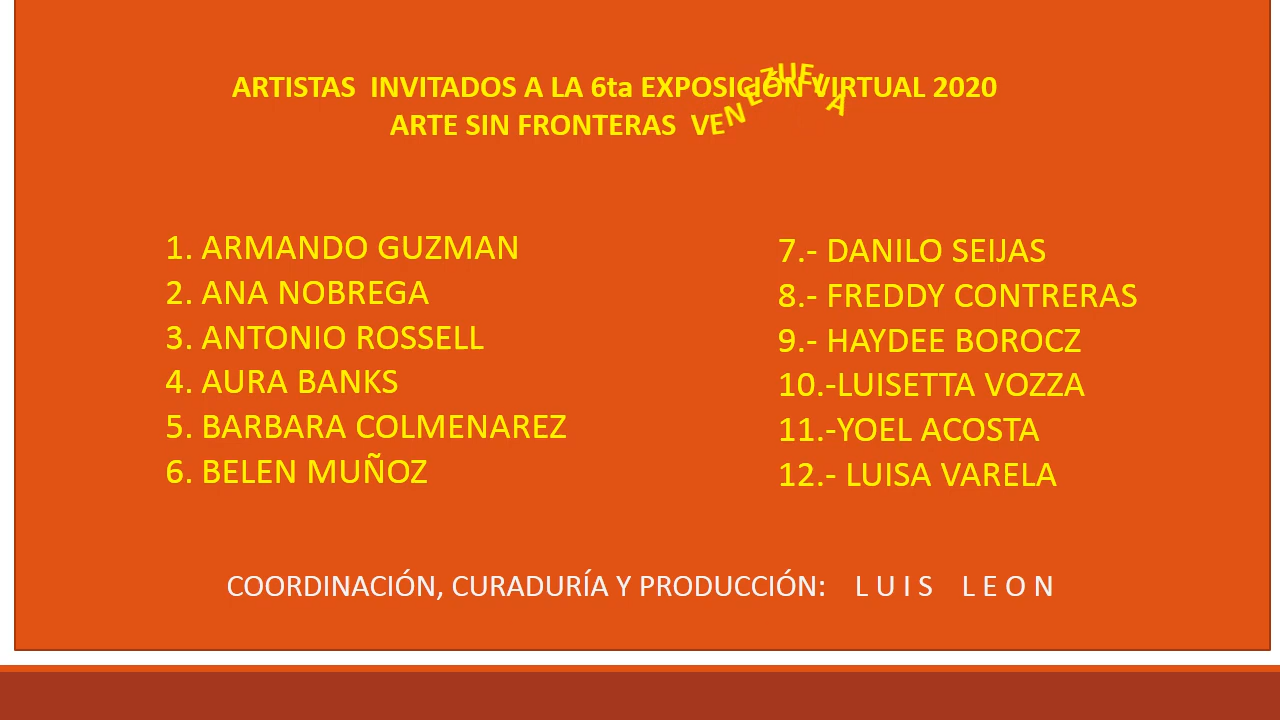 ARTISTAS INVITADOS A LA 6ta EXPOSICIÓN VIRTUAL 2020
ARTE SIN FRONTERAS VENEZUELA
1. ARMANDO GUZMAN
2. ANA NOBREGA
3. ANTONIO ROSSELL
4. AURA BANKS
5. BARBARA COLMENAREZ
6. BELEN MUÑOZ
7.- DANILO SEIJAS
8.- FREDDY CONTRERAS
9.- HAYDEE BOROCZ
10.-LUISETTA VOZZA
11.-YOEL ACOSTA
12.- LUISA VARELA
COORDINACIÓN, CURADURÍA Y PRODUCCIÓN: L U I S L E O N